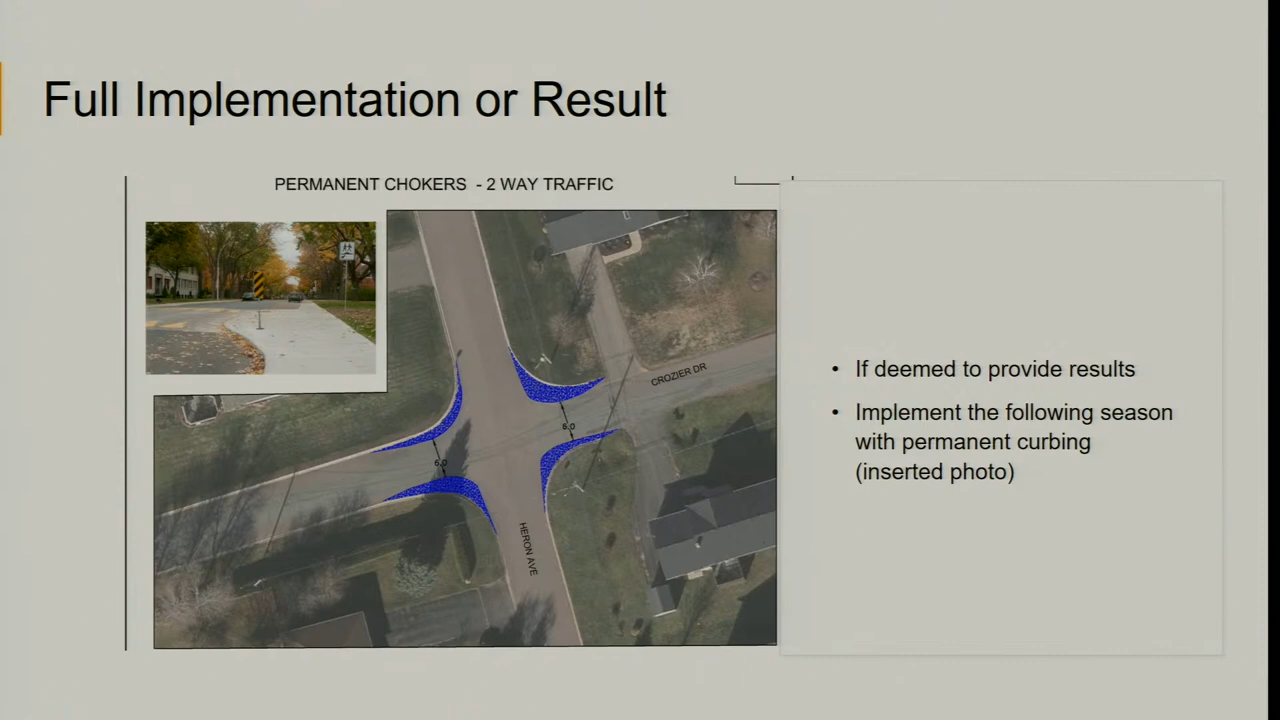 Full Implementation or Result
PERMANENT CHOKERS - 2 WAY TRAFFIC
CROZIER DR
6.0
6.0
HERON AVE
• If deemed to provide results
• Implement the following season
with permanent curbing
(inserted photo)